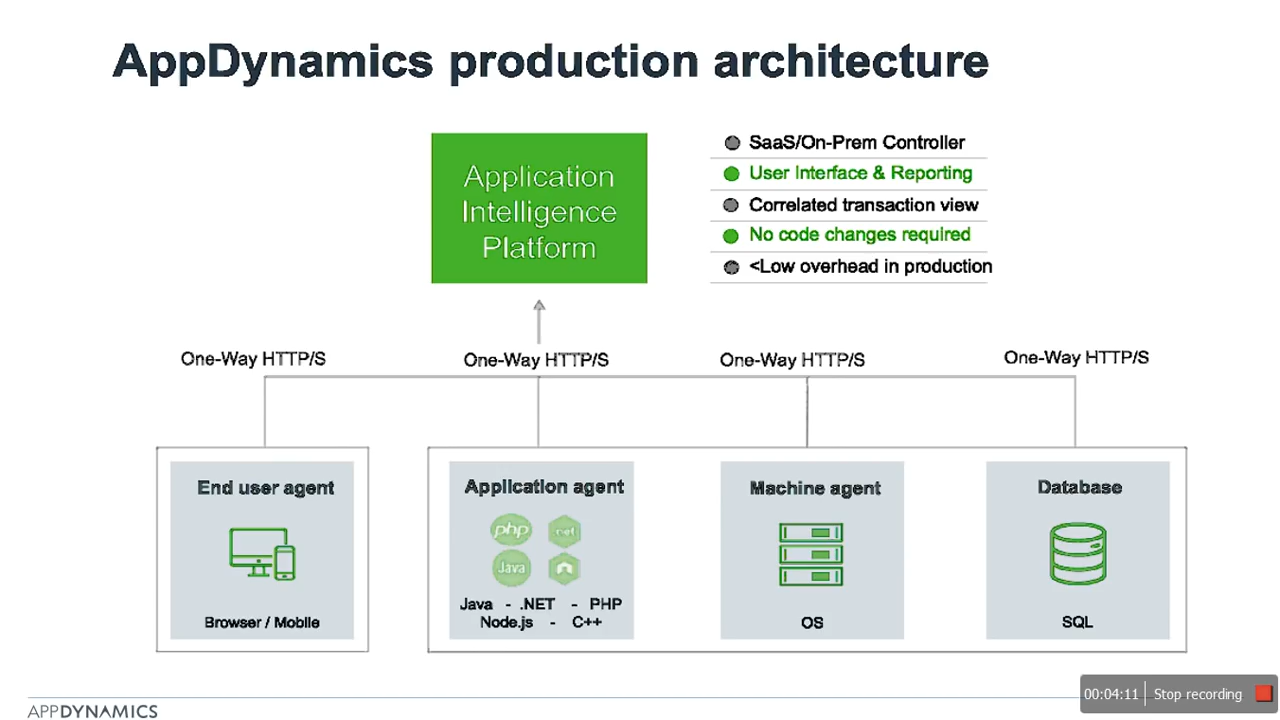 AppDynamics production architecture
Application
Intelligence
Platform
SaaS/On-Prem Controller
User Interface & Reporting
Correlated transaction view
No code changes required
<Low overhead in production
One-Way HTTP/S
One-Way HTTP/S
One-Way HTTP/S
One-Way HTTP/S
End user agent
Browser / Mobile
Application agent
php
.net
Java
Java - .NET - PHP
Node.js - C++
Machine agent
OS
Database
SQL
APPDYNAMICS
00:04:11 Stop recording